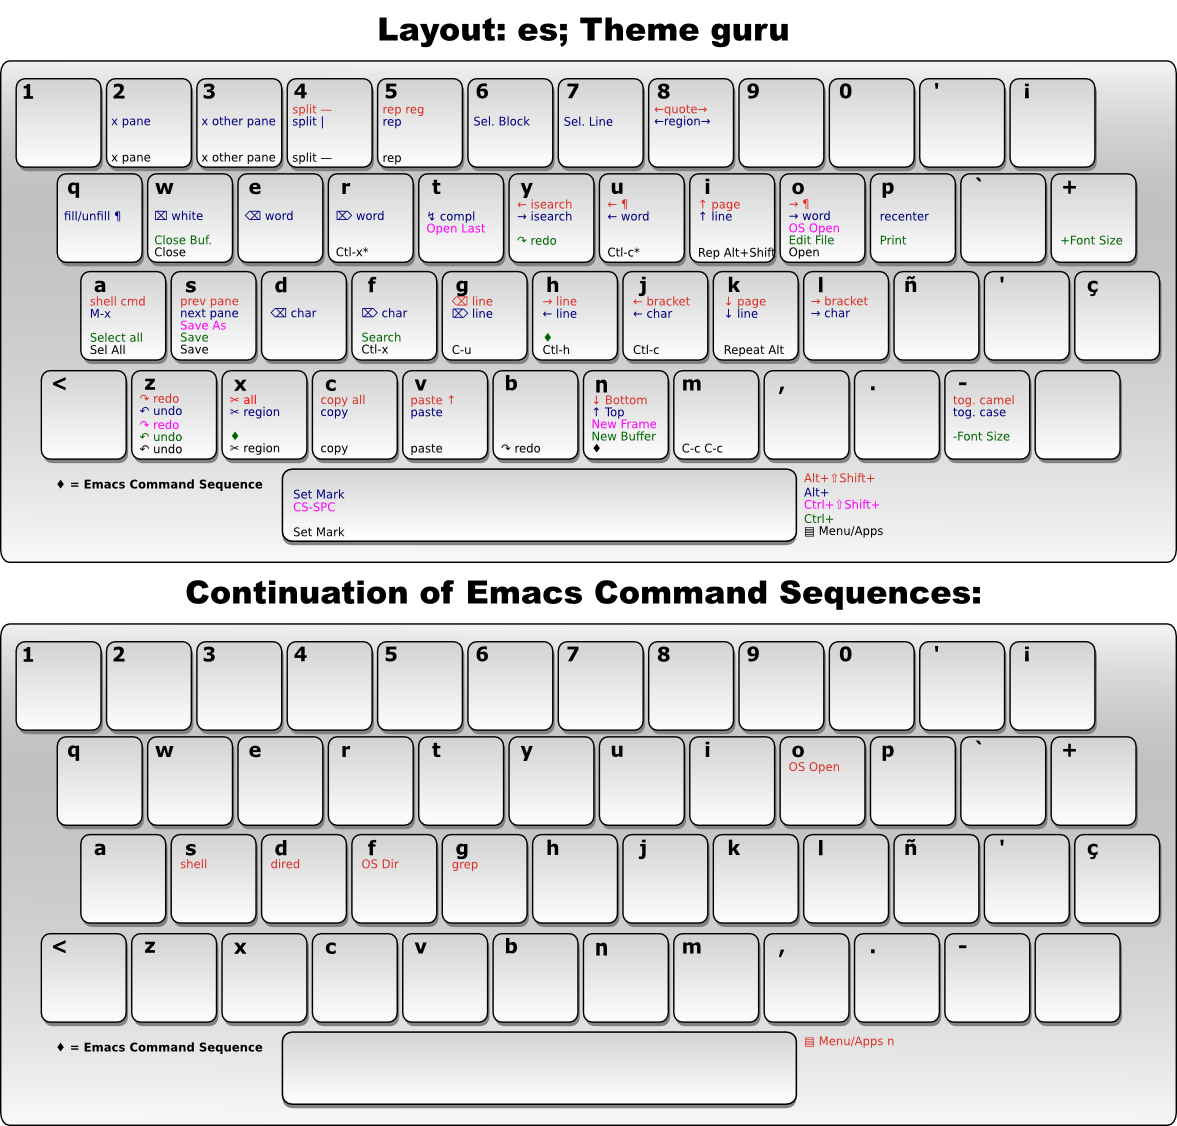 Layout: es; Theme guru
1
2
x pane
x pane
3
x other pane
x other pane
4
split —
split |
split —
5
rep reg
rep
rep
6
Sel. Block
7
Sel. Line
8
←quote→
←region→
9
0
'
¡
q
fill/unfill ¶
w
⌧ white
Close Buf.
Close
e
⌫ word
r
⌦ word
Ctl-x*
t
↯ compl
Open Last
y
← isearch
→ isearch
↷ redo
u
← ¶
← word
Ctl-c*
i
↑ page
↑ line
Rep Alt+Shift
o
→ ¶
→ word
OS Open
Edit File
Open
p
recenter
Print
`
+
+Font Size
a
shell cmd
M-x
Select all
Sel All
s
prev pane
next pane
Save As
Save
Save
d
⌫ char
f
⌦ char
Search
Ctl-x
g
⌫ line
⌦ line
C-u
h
→ line
← line
♦
Ctl-h
j
← bracket
← char
Ctl-c
k
↓ page
↓ line
Repeat Alt
l
→ bracket
→ char
ñ
'
ç
<
z
↷ redo
↶ undo
↷ redo
↶ undo
↶ undo
x
✂ all
✂ region
♦
✂ region
c
copy all
copy
copy
v
paste ↑
paste
paste
b
↷ redo
n
↓ Bottom
↑ Top
New Frame
New Buffer
♦
m
C-c C-c
,
.
-
tog. camel
tog. case
-Font Size
♦ = Emacs Command Sequence
Set Mark
CS-SPC
Set Mark
Alt+⇧Shift+
Alt+
Ctrl+⇧Shift+
Ctrl+
▤ Menu/Apps
Continuation of Emacs Command Sequences:
1
2
3
4
5
6
7
8
9
0
'
¡
q
w
e
r
t
y
u
i
o
OS Open
p
`
+
a
s
shell
d
dired
f
OS Dir
g
grep
h
j
k
l
ñ
'
ç
<
z
x
c
v
b
n
m
,
.
-
♦ = Emacs Command Sequence
▤ Menu/Apps n